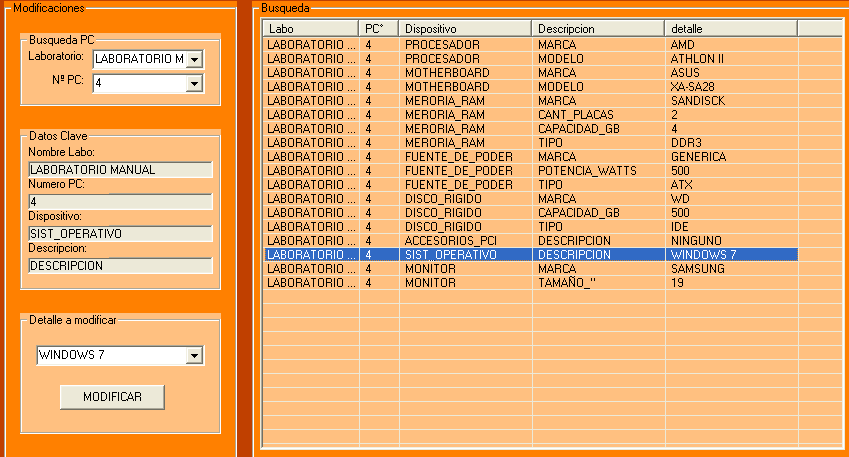 Modificaciones
Busqueda PC
Laboratorio: LABORATORIO M
Nº PC: 4
Datos Clave
Nombre Labo:
LABORATORIO MANUAL
Numero PC:
4
Dispositivo:
SIST_OPERATIVO
Descripcion:
DESCRIPCION
Detalle a modificar
WINDOWS 7
MODIFICAR
Busqueda
Labo PC° Dispositivo Descripcion detalle
LABORATORIO ... 4 PROCESADOR MARCA AMD
LABORATORIO ... 4 PROCESADOR MODELO ATHLON II
LABORATORIO ... 4 MOTHERBOARD MARCA ASUS
LABORATORIO ... 4 MOTHERBOARD MODELO XA-SA28
LABORATORIO ... 4 MERORIA_RAM MARCA SANDISCK
LABORATORIO ... 4 MERORIA_RAM CANT_PLACAS 2
LABORATORIO ... 4 MERORIA_RAM CAPACIDAD_GB 4
LABORATORIO ... 4 MERORIA_RAM TIPO DDR3
LABORATORIO ... 4 FUENTE_DE_PODER MARCA GENERICA
LABORATORIO ... 4 FUENTE_DE_PODER POTENCIA_WATTS 500
LABORATORIO ... 4 FUENTE_DE_PODER TIPO ATX
LABORATORIO ... 4 DISCO_RIGIDO MARCA WD
LABORATORIO ... 4 DISCO_RIGIDO CAPACIDAD_GB 500
LABORATORIO ... 4 DISCO_RIGIDO TIPO IDE
LABORATORIO ... 4 ACCESORIOS_PCI DESCRIPCION NINGUNO
LABORATORIO ... 4 SIST_OPERATIVO DESCRIPCION WINDOWS 7
LABORATORIO ... 4 MONITOR MARCA SAMSUNG
LABORATORIO ... 4 MONITOR TAMAÑO_" 19